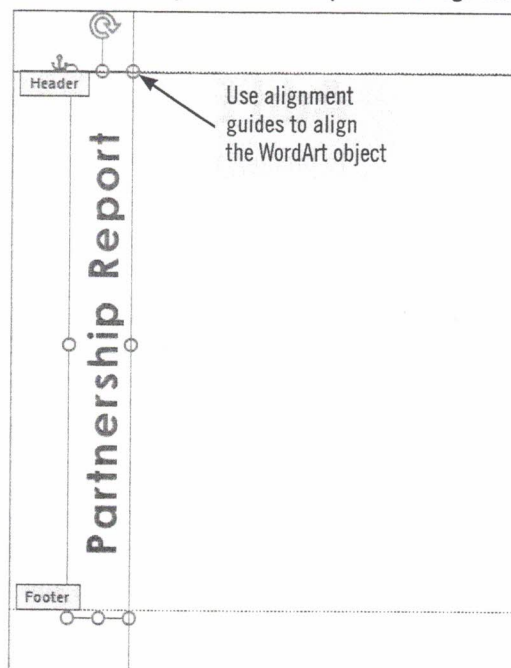 Header
Use alignment
guides to align
the WordArt object
Partnership Report
Footer